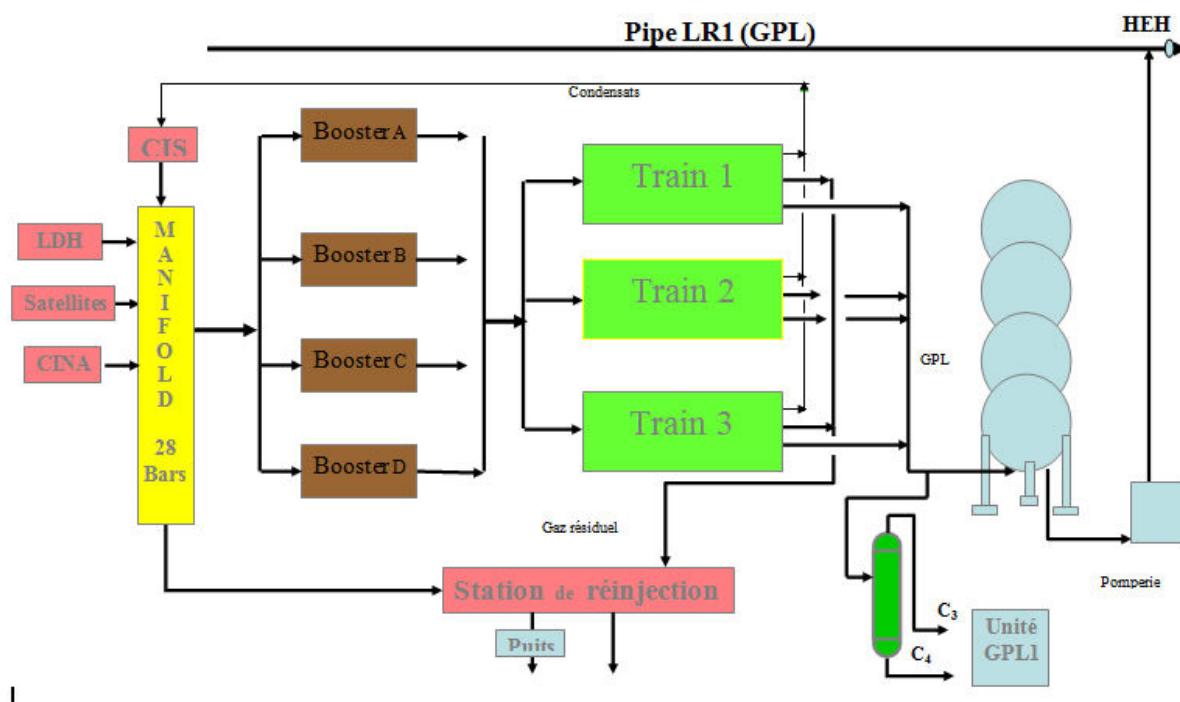 Pipe LR1 (GPL)
HEH
Condensats
CIS
Booster A
Train 1
LDH
MANIFOLD
28
Bars
Booster B
Satellites
Train 2
CINA
Booster C
GPL
Train 3
Booster D
Gaz résiduel
Station de réinjection
Pomperie
Puits
C3
Unité
GPL1
C4